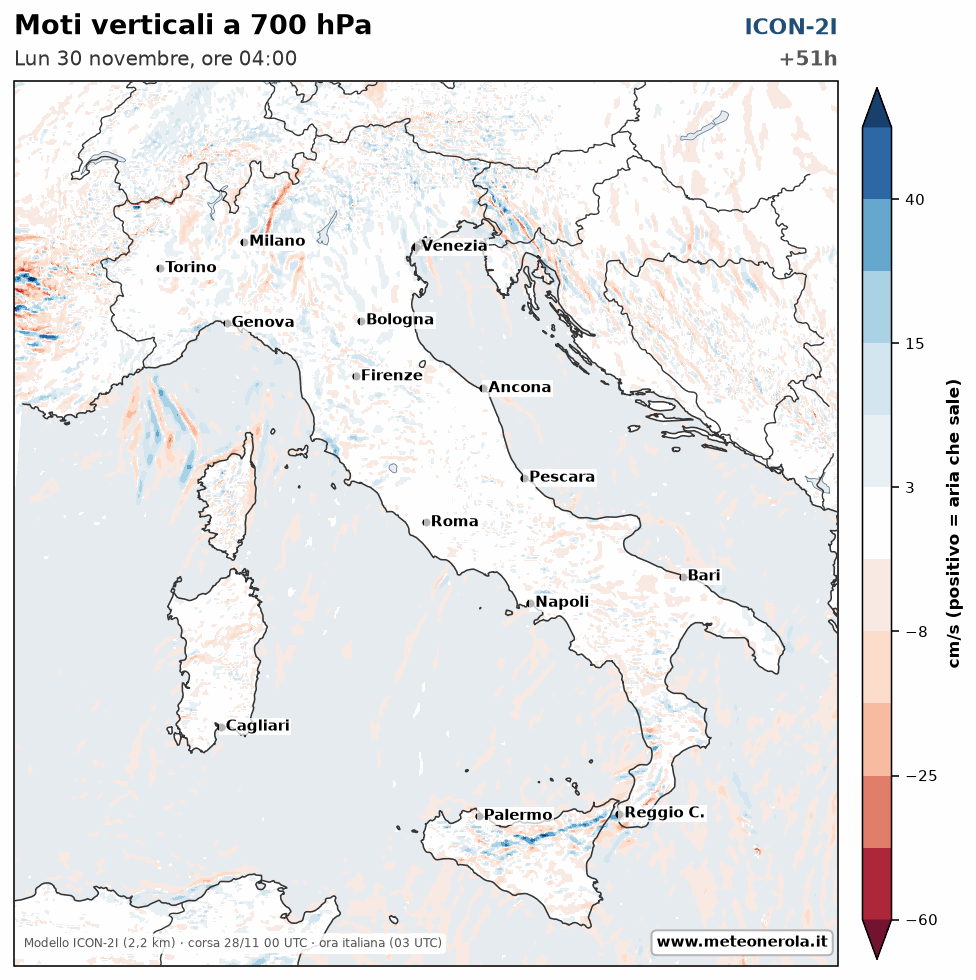 Moti verticali a 700 hPa
ICON-2I
Lun 30 novembre, ore 04:00
+51h
40
15
3
−8
−25
−60
cm/s (positivo = aria che sale)
Milano
Venezia
Torino
Genova
Bologna
Firenze
Ancona
Pescara
Roma
Bari
Napoli
Cagliari
Palermo
Reggio C.
Modello ICON-2I (2,2 km) · corsa 28/11 00 UTC · ora italiana (03 UTC)
www.meteonerola.it